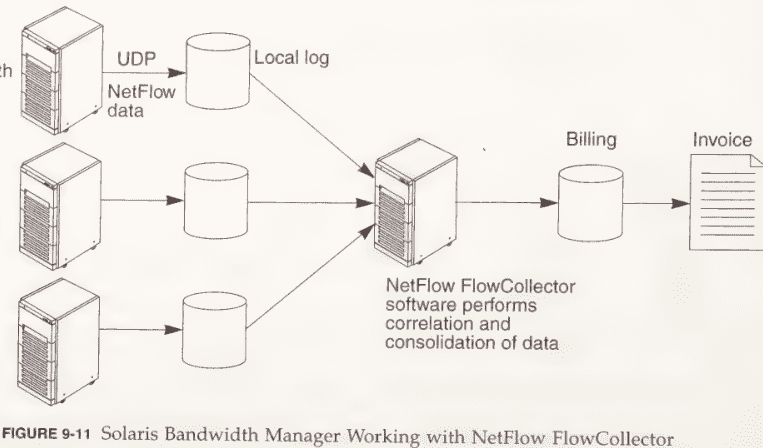 th
UDP
NetFlow
data
Local log
Billing
Invoice
NetFlow FlowCollector
software performs
correlation and
consolidation of data
FIGURE 9-11 Solaris Bandwidth Manager Working with NetFlow FlowCollector